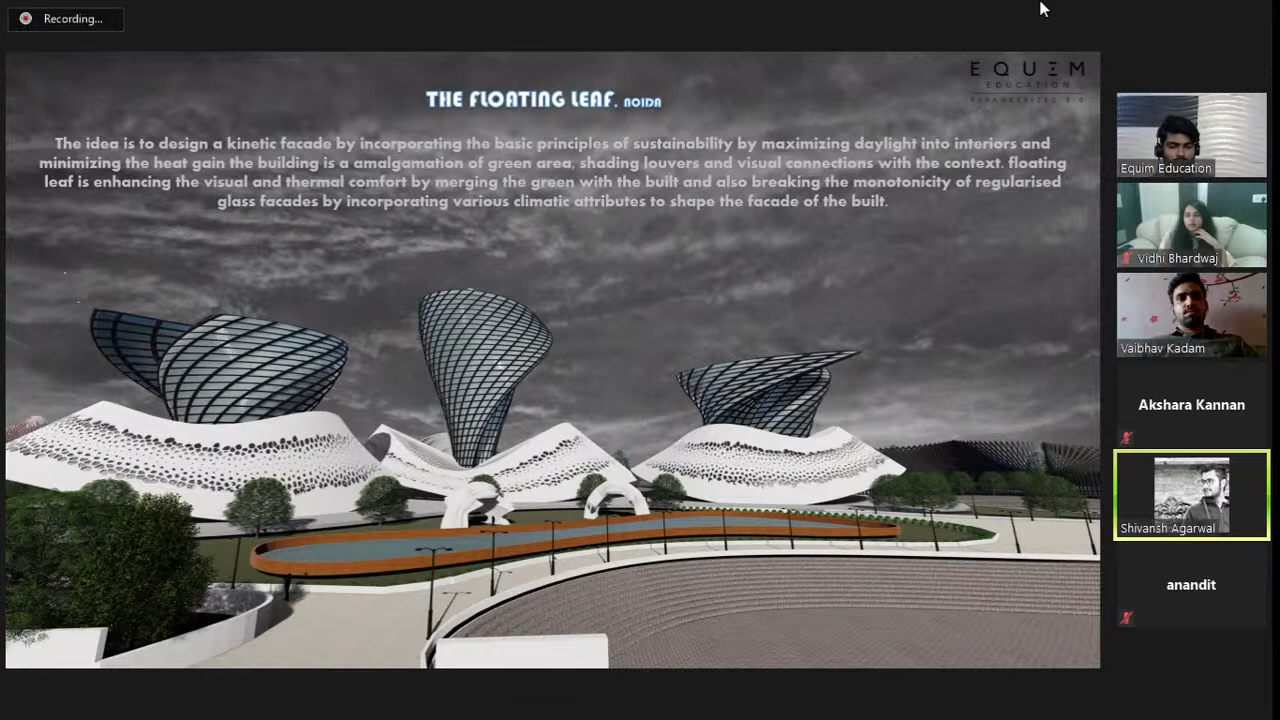 Recording...
EQUΞM
EDUCATION
THE FLOATING LEAF, NOIDA
The idea is to design a kinetic facade by incorporating the basic principles of sustainability by maximizing daylight into interiors and
minimizing the heat gain the building is a amalgamation of green area, shading louvers and visual connections with the context. floating
leaf is enhancing the visual and thermal comfort by merging the green with the built and also breaking the monotonicity of regularised
glass facades by incorporating various climatic attributes to shape the facade of the built.
Equim Education
Vidhi Bhardwaj
Vaibhav Kadam
Akshara Kannan
Shivansh Agarwal
anandit